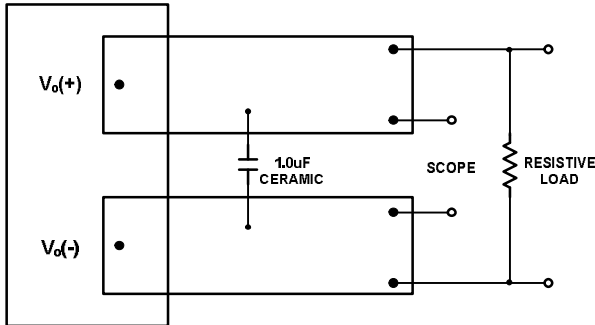 Vo(+)
1.0uF
CERAMIC
SCOPE
RESISTIVE
LOAD
Vo(-)